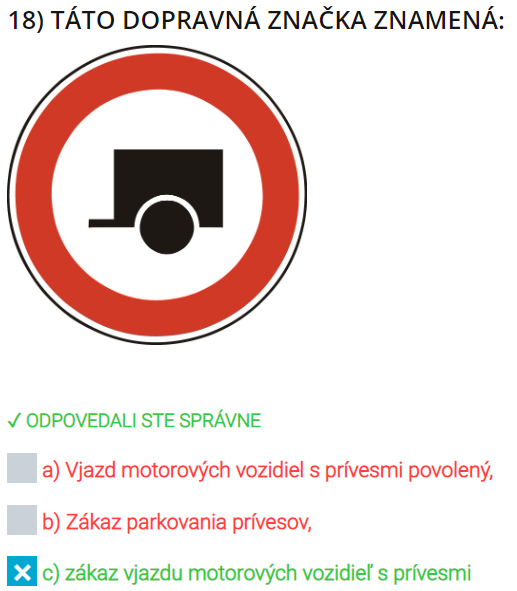 18) TÁTO DOPRAVNÁ ZNAČKA ZNAMENÁ:
✓ ODPOVEDALI STE SPRÁVNE
a) Vjazd motorových vozidiel s prívesmi povolený,
b) Zákaz parkovania prívesov,
c) zákaz vjazdu motorových vozidieľ s prívesmi